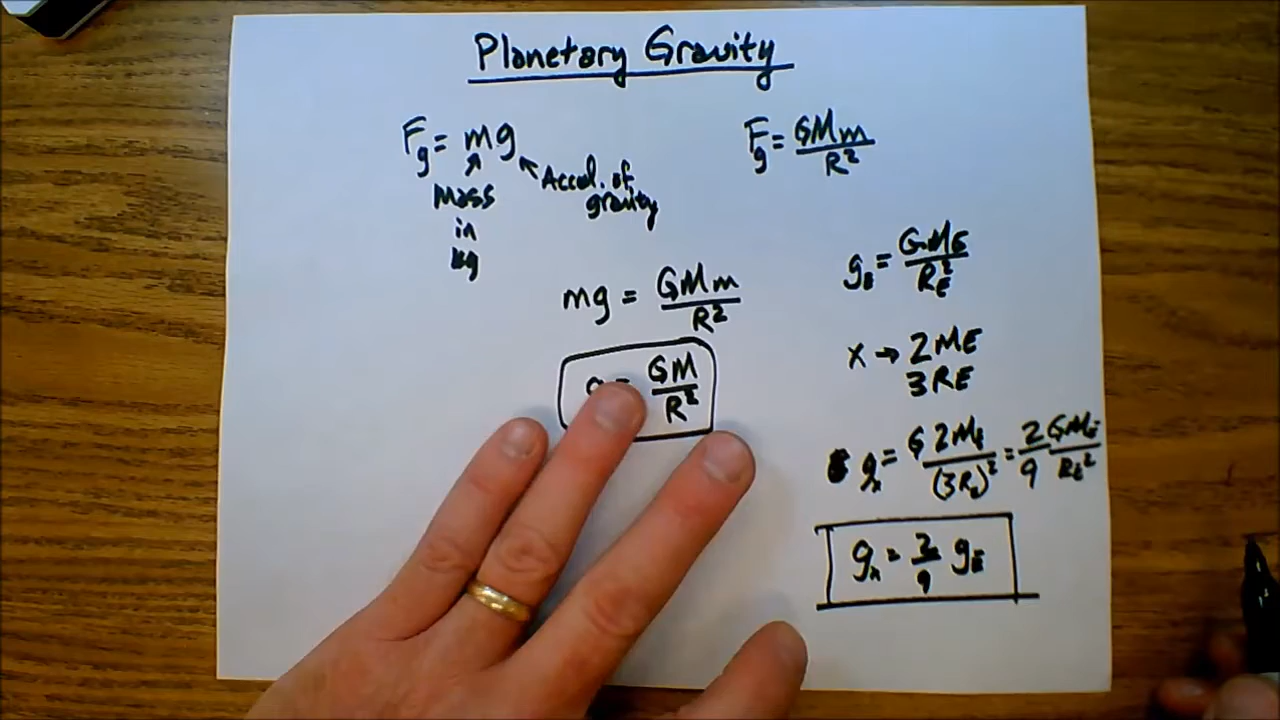 Planetary Gravity
Fg = mg
Mass
in
kg
Accel. of
gravity
Fg = GMm/R²
mg = GMm/R²
= GM/R²
gE = GME/RE²
X → 2ME
3RE
gx = G2ME/(3RE)² = 2/9 GME/RE²
gx = 2/9 gE